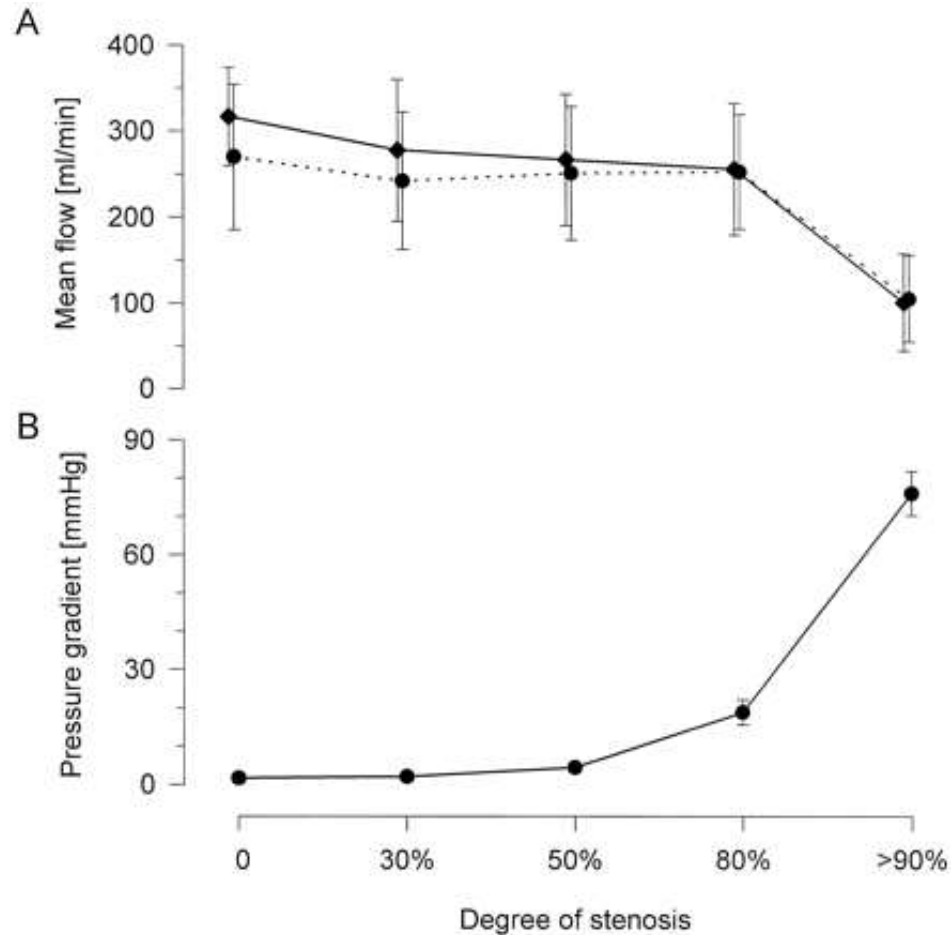 A
400
300
200
100
0
Mean flow [ml/min]
B
90
60
30
0
Pressure gradient [mmHg]
0 30% 50% 80% >90%
Degree of stenosis